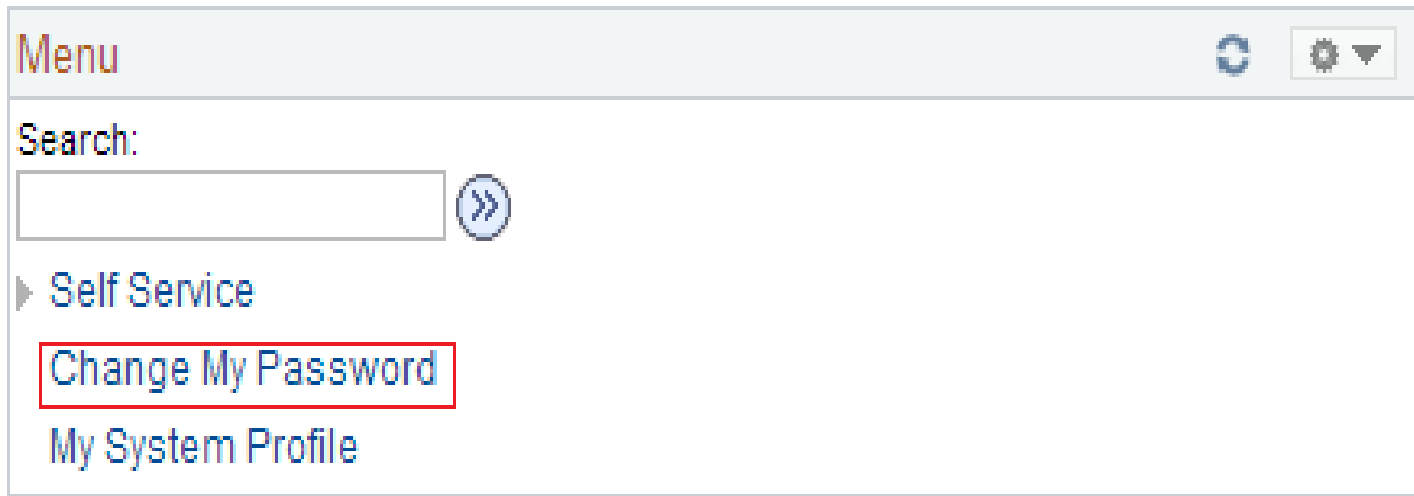 Menu
Search:
Self Service
Change My Password
My System Profile